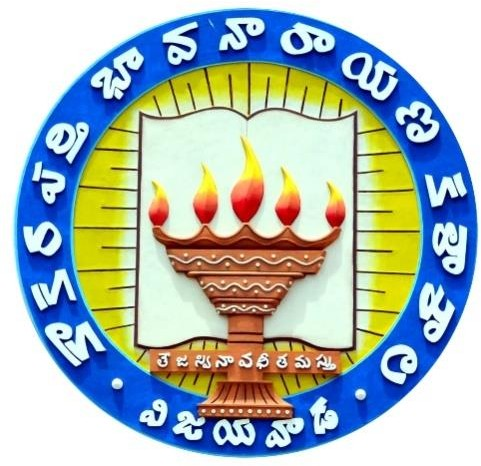 కాకరపర్తి భావనారాయణ కళాశాల
తేజస్వినావధీతమస్తు
విజయవాడ